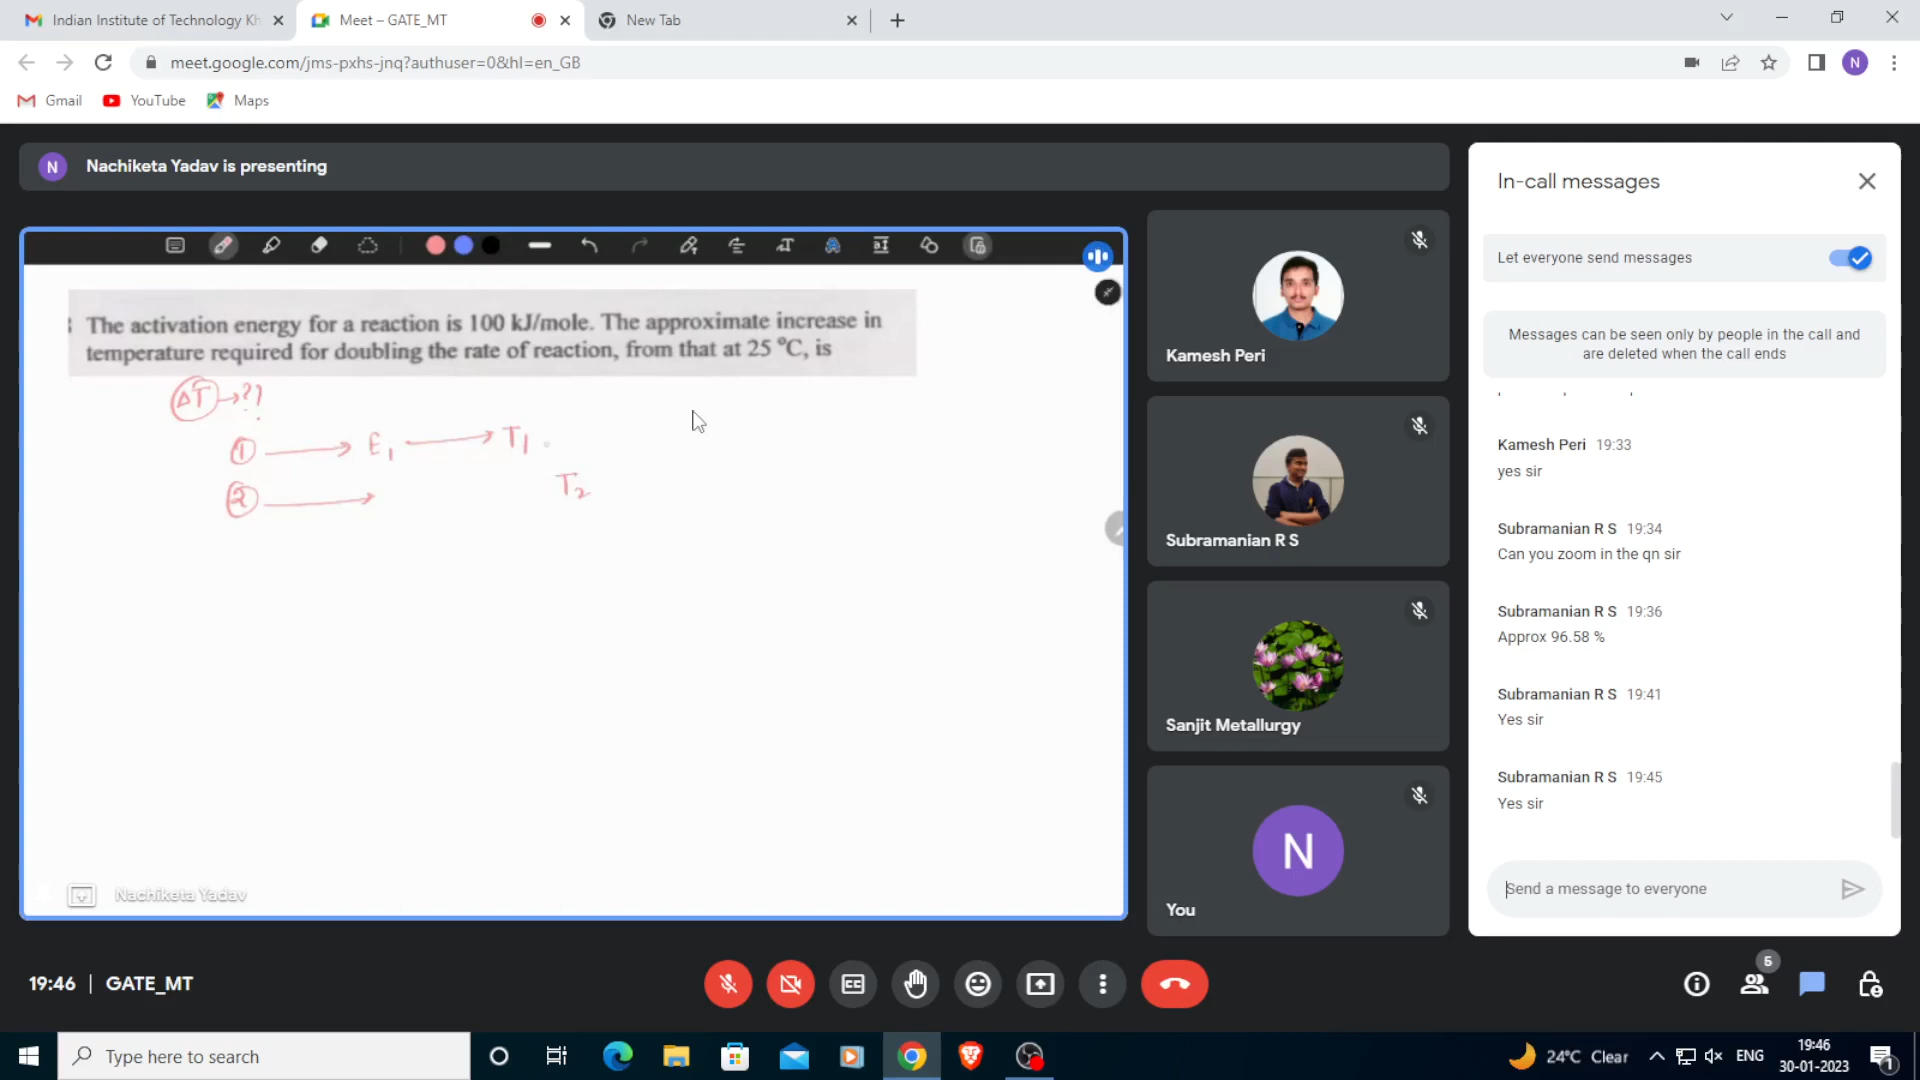 Indian Institute of Technology Kh
Meet – GATE_MT
New Tab
meet.google.com/jms-pxhs-jnq?authuser=0&hl=en_GB
N
Gmail
YouTube
Maps
N
Nachiketa Yadav is presenting
The activation energy for a reaction is 100 kJ/mole. The approximate increase in
temperature required for doubling the rate of reaction, from that at 25 °C, is
ΔT → ??
① → E₁ → T₁
② → T₂
Nachiketa Yadav
Kamesh Peri
Subramanian R S
Sanjit Metallurgy
N
You
In-call messages
Let everyone send messages
Messages can be seen only by people in the call and
are deleted when the call ends
Kamesh Peri 19:33
yes sir
Subramanian R S 19:34
Can you zoom in the qn sir
Subramanian R S 19:36
Approx 96.58 %
Subramanian R S 19:41
Yes sir
Subramanian R S 19:45
Yes sir
Send a message to everyone
19:46 | GATE_MT
5
Type here to search
24°C Clear
ENG
19:46
30-01-2023
1